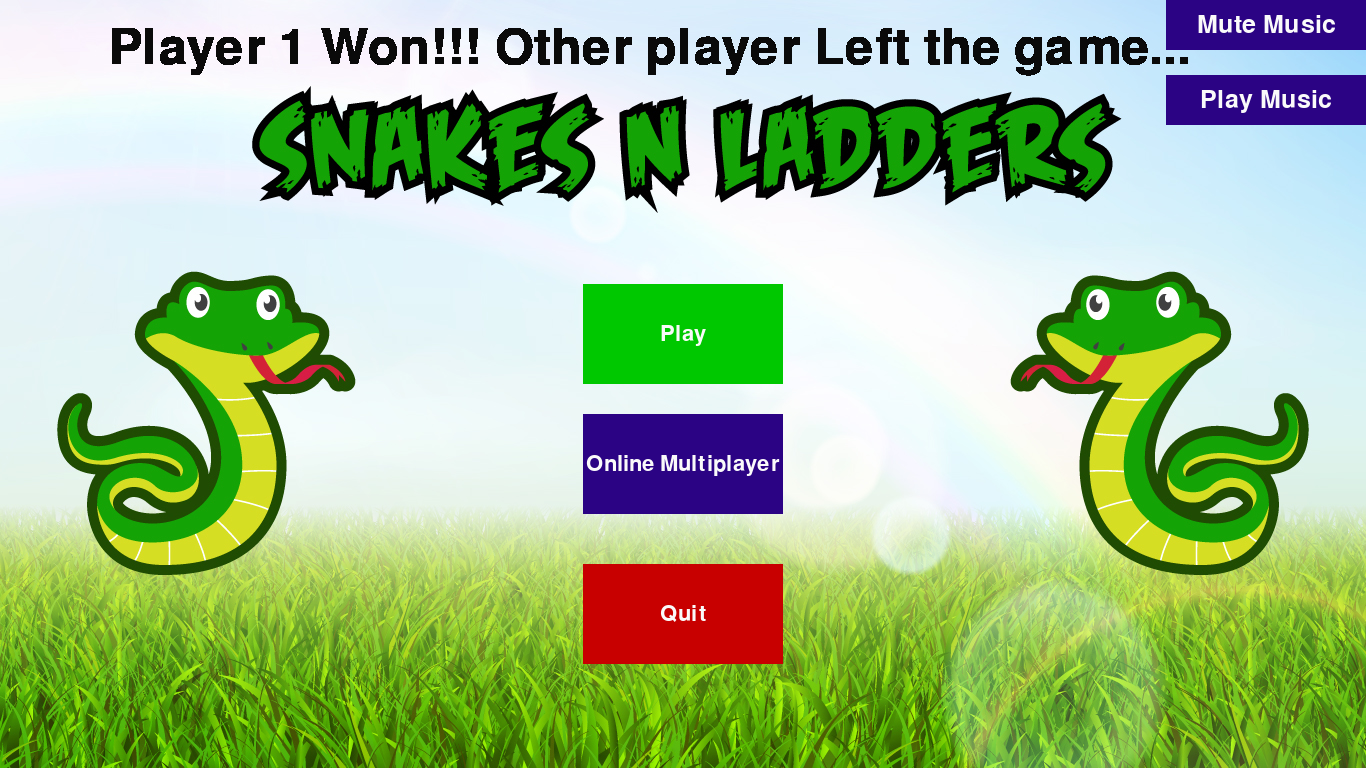 Player 1 Won!!! Other player Left the game...
Mute Music
Play Music
SNAKES N LADDERS
Play
Online Multiplayer
Quit